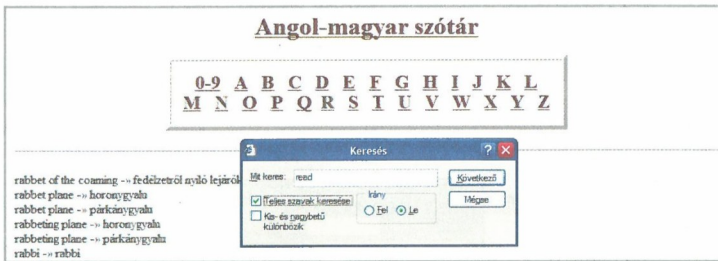 Angol-magyar szótár
0-9 A B C D E F G H I J K L
M N O P Q R S T U V W X Y Z
Keresés
Mit keres: read
Következő
Teljes szavak keresése
Irány
Mégse
Fel Le
Kis- és nagybetű
különbözik
rabbet of the coaming -» fedélzetről nyíló lejárók
rabbet plane -» horonygyalu
rabbet plane -» párkánygyalu
rabbeting plane -» horonygyalu
rabbeting plane -» párkánygyalu
rabbi -» rabbi